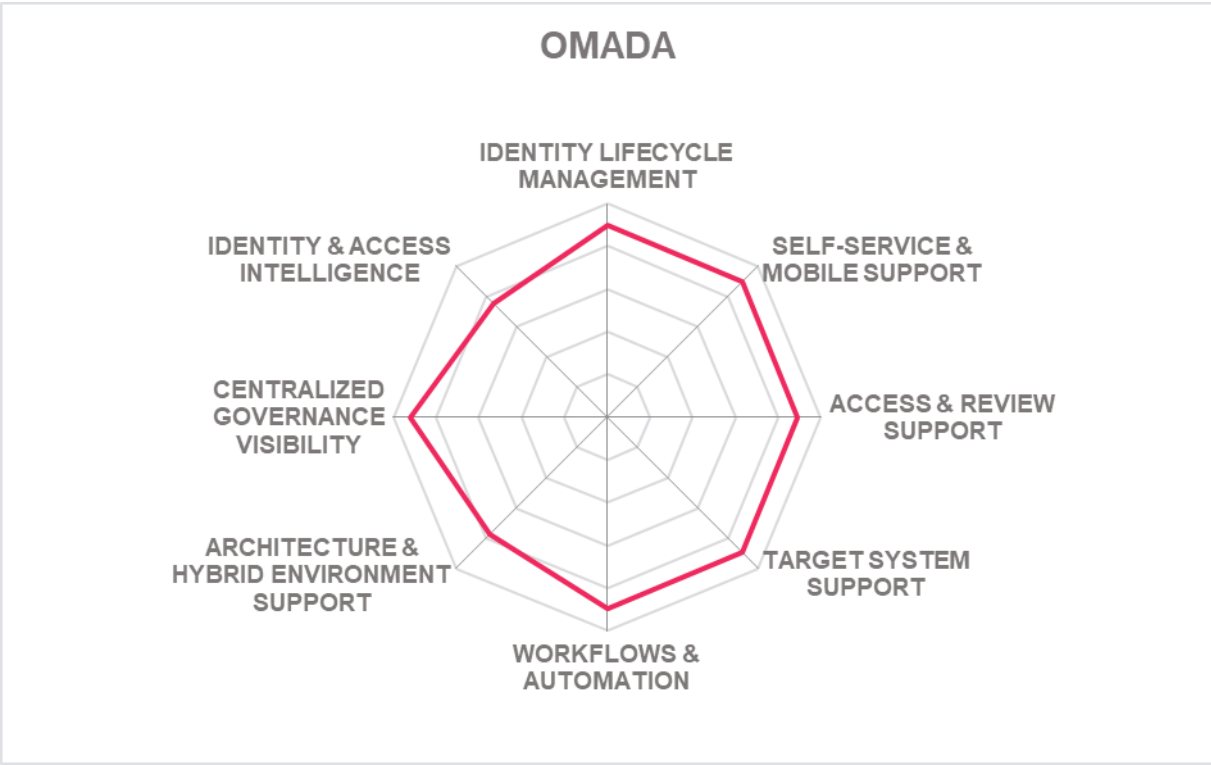 OMADA
IDENTITY LIFECYCLE
MANAGEMENT
IDENTITY & ACCESS
INTELLIGENCE
SELF-SERVICE &
MOBILE SUPPORT
CENTRALIZED
GOVERNANCE
VISIBILITY
ACCESS & REVIEW
SUPPORT
ARCHITECTURE &
HYBRID ENVIRONMENT
SUPPORT
TARGET SYSTEM
SUPPORT
WORKFLOWS &
AUTOMATION